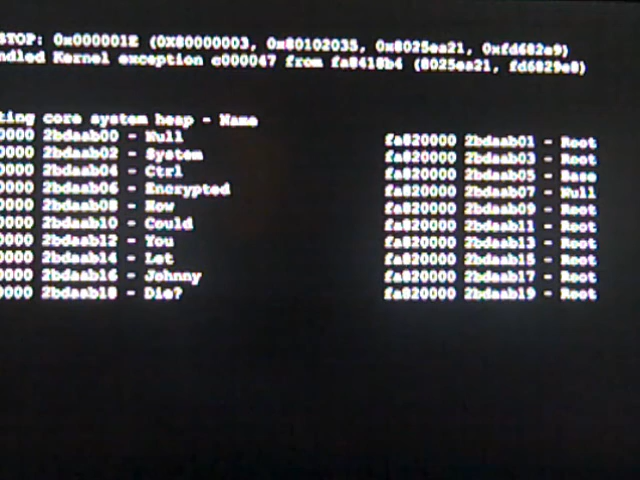 STOP: 0x0000001E (0X80000003, 0x80102035, 0x8025ea21, 0xfd682e9)
ndled Kernel exception c000047 from fa8418b4 (8025ea21, fd6829e8)
ting core system heap - Name
0000 2bdaab00 - Null fa820000 2bdaab01 - Root
0000 2bdaab02 - System fa820000 2bdaab03 - Root
0000 2bdaab04 - Ctrl fa820000 2bdaab05 - Base
0000 2bdaab06 - Encrypted fa820000 2bdaab07 - Null
0000 2bdaab08 - How fa820000 2bdaab09 - Root
0000 2bdaab10 - Could fa820000 2bdaab11 - Root
0000 2bdaab12 - You fa820000 2bdaab13 - Root
0000 2bdaab14 - Let fa820000 2bdaab15 - Root
0000 2bdaab16 - Johnny fa820000 2bdaab17 - Root
0000 2bdaab18 - Die? fa820000 2bdaab19 - Root